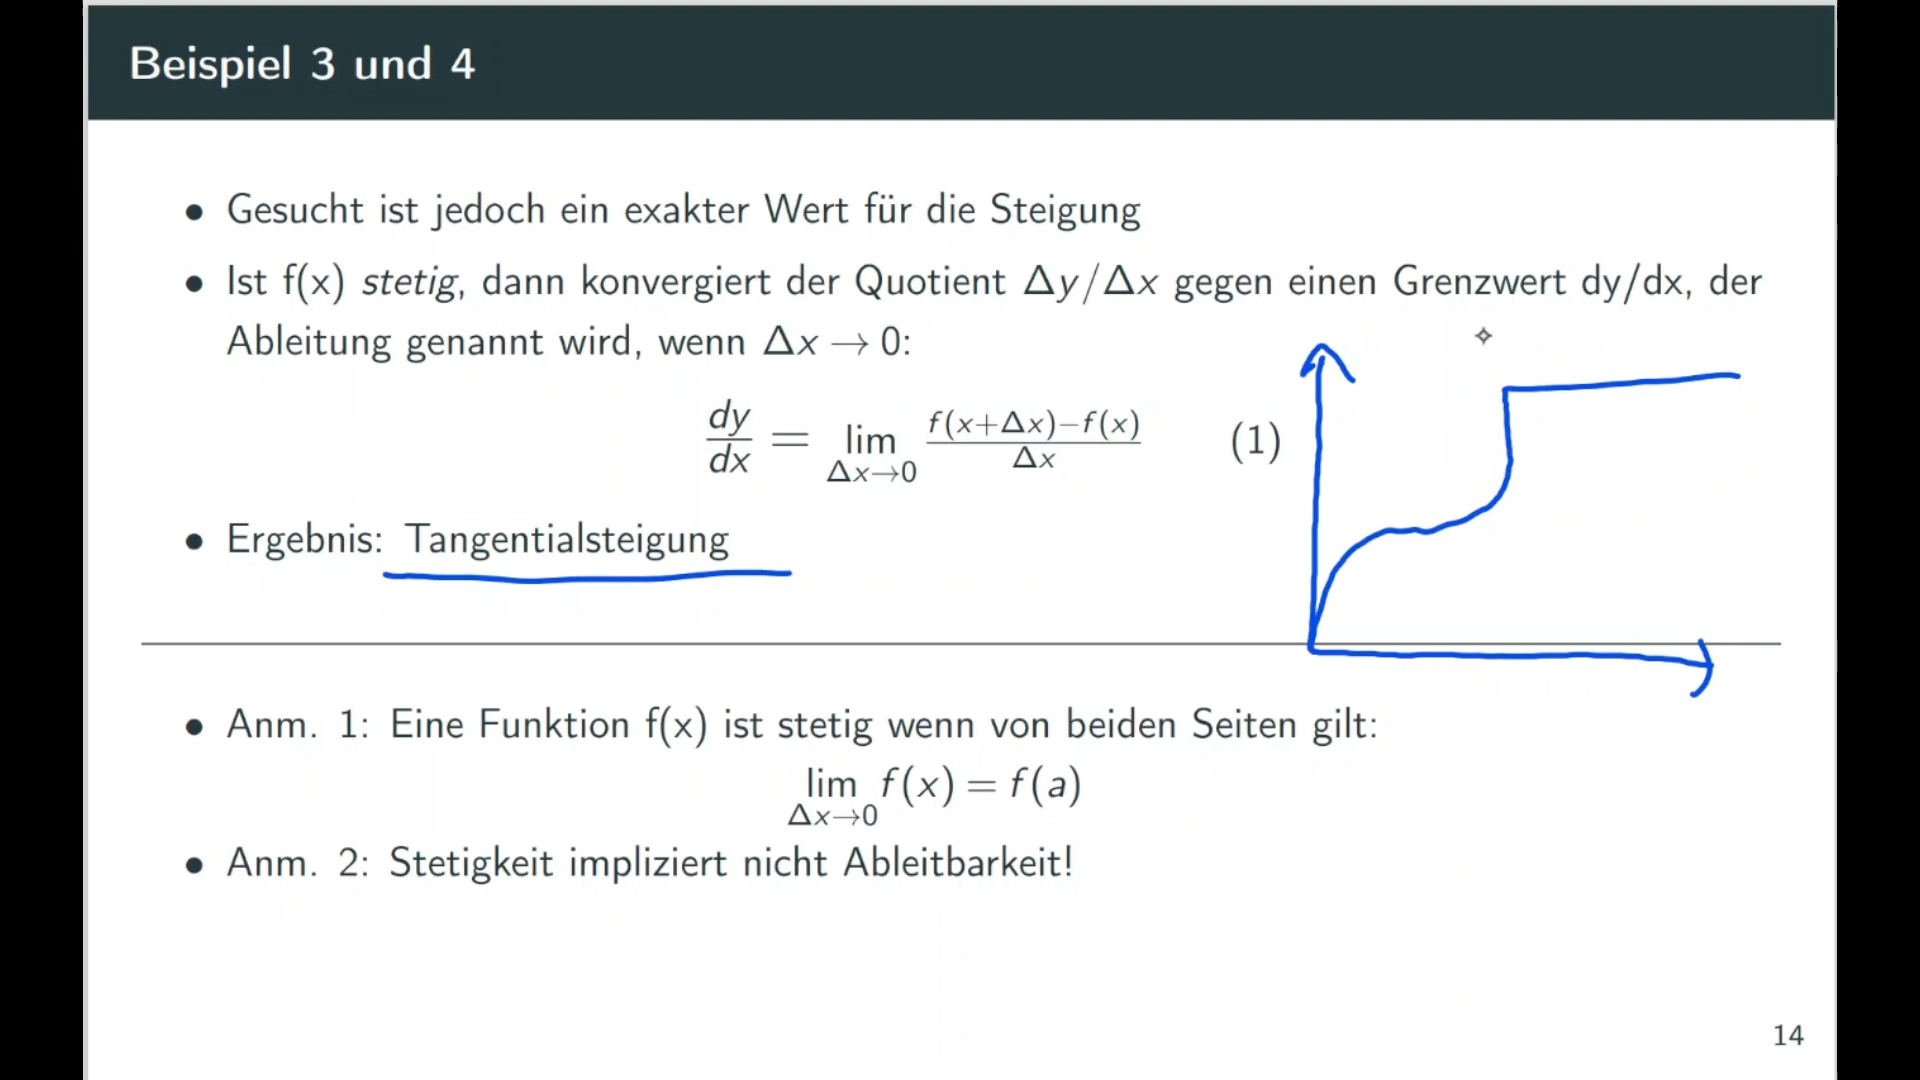 Beispiel 3 und 4
• Gesucht ist jedoch ein exakter Wert für die Steigung
• Ist f(x) stetig, dann konvergiert der Quotient Δy/Δx gegen einen Grenzwert dy/dx, der
Ableitung genannt wird, wenn Δx → 0:
dy/dx = lim Δx→0 f(x+Δx)−f(x)/Δx (1)
• Ergebnis: Tangentialsteigung
• Anm. 1: Eine Funktion f(x) ist stetig wenn von beiden Seiten gilt:
lim Δx→0 f(x) = f(a)
• Anm. 2: Stetigkeit impliziert nicht Ableitbarkeit!
14